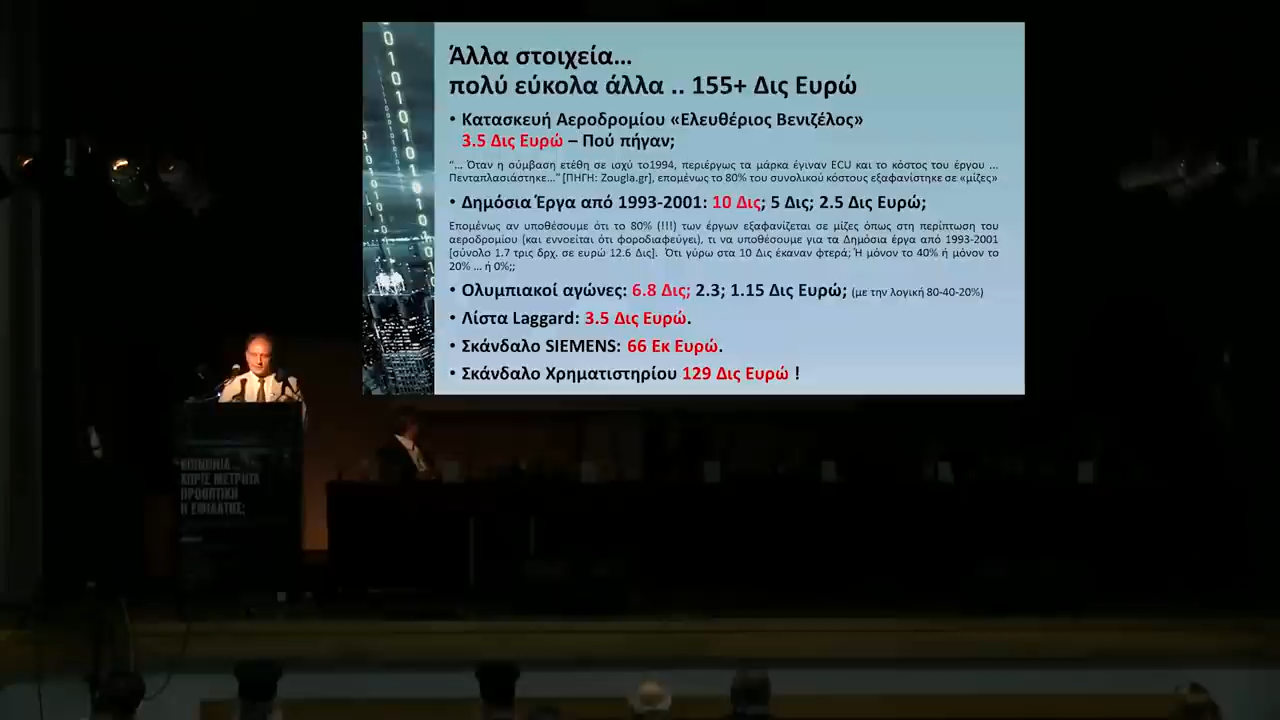 Άλλα στοιχεία...
πολύ εύκολα άλλα .. 155+ Δις Ευρώ
• Κατασκευή Αεροδρομίου «Ελευθέριος Βενιζέλος»
3.5 Δις Ευρώ – Πού πήγαν;
"... Όταν η σύμβαση ετέθη σε ισχύ το1994, περιέργως τα μάρκα έγιναν ECU και το κόστος του έργου ...
Πενταπλασιάστηκε..." [ΠΗΓΗ: Zougla.gr], επομένως το 80% του συνολικού κόστους εξαφανίστηκε σε «μίζες»
• Δημόσια Έργα από 1993-2001: 10 Δις; 5 Δις; 2.5 Δις Ευρώ;
Επομένως αν υποθέσουμε ότι το 80% (!!!) των έργων εξαφανίζεται σε μίζες όπως στη περίπτωση του
αεροδρομίου [και εννοείται ότι φοροδιαφεύγει), τι να υποθέσουμε για τα Δημόσια έργα από 1993-2001
[σύνολο 1.7 τρις δρχ. σε ευρώ 12.6 Δις]. Ότι γύρω στα 10 Δις έκαναν φτερά; Ή μόνον το 40% ή μόνον το
20% ... ή 0%;;
• Ολυμπιακοί αγώνες: 6.8 Δις; 2.3; 1.15 Δις Ευρώ; (με την λογική 80-40-20%)
• Λίστα Laggard: 3.5 Δις Ευρώ.
• Σκάνδαλο SIEMENS: 66 Εκ Ευρώ.
• Σκάνδαλο Χρηματιστηρίου 129 Δις Ευρώ !
ΚΟΙΝΩΝΙΑ
ΧΩΡΙΣ ΜΕΤΡΗΤΑ
ΠΡΟΟΠΤΙΚΗ
Ή ΕΦΙΑΛΤΗΣ;